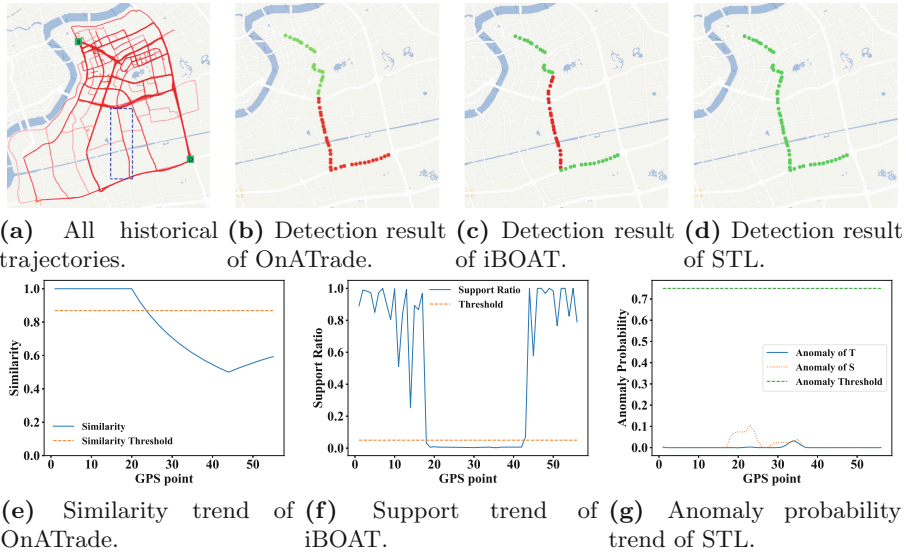 (a) All historical trajectories.
(b) Detection result of OnATrade.
(c) Detection result of iBOAT.
(d) Detection result of STL.
1.0
0.8
0.6
0.4
0.2
0.0
Similarity
Similarity
Similarity Threshold
0 10 20 30 40 50
GPS point
1.0
0.8
0.6
0.4
0.2
0.0
Support Ratio
Support Ratio
Threshold
0 10 20 30 40 50
GPS point
0.7
0.6
0.5
0.4
0.3
0.2
0.1
0.0
Anomaly Probability
Anomaly of T
Anomaly of S
Anomaly Threshold
0 10 20 30 40 50
GPS point
(e) Similarity trend of OnATrade.
(f) Support trend of iBOAT.
(g) Anomaly probability trend of STL.